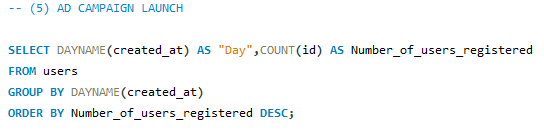 -- (5) AD CAMPAIGN LAUNCH
SELECT DAYNAME(created_at) AS "Day",COUNT(id) AS Number_of_users_registered
FROM users
GROUP BY DAYNAME(created_at)
ORDER BY Number_of_users_registered DESC;